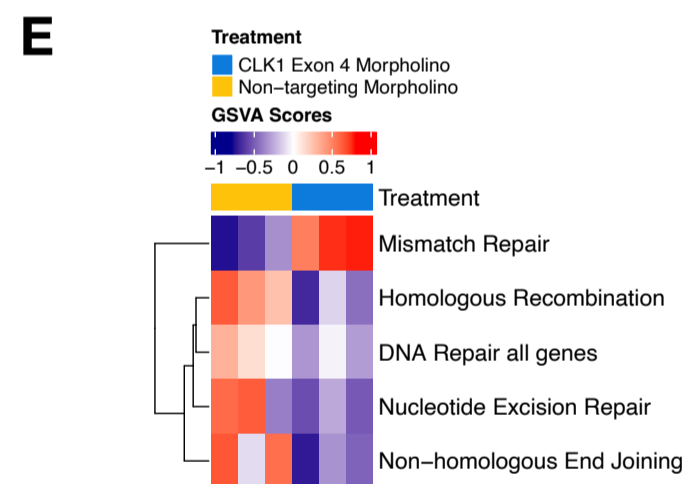 E
Treatment
CLK1 Exon 4 Morpholino
Non−targeting Morpholino
GSVA Scores
−1 −0.5 0 0.5 1
Treatment
Mismatch Repair
Homologous Recombination
DNA Repair all genes
Nucleotide Excision Repair
Non−homologous End Joining